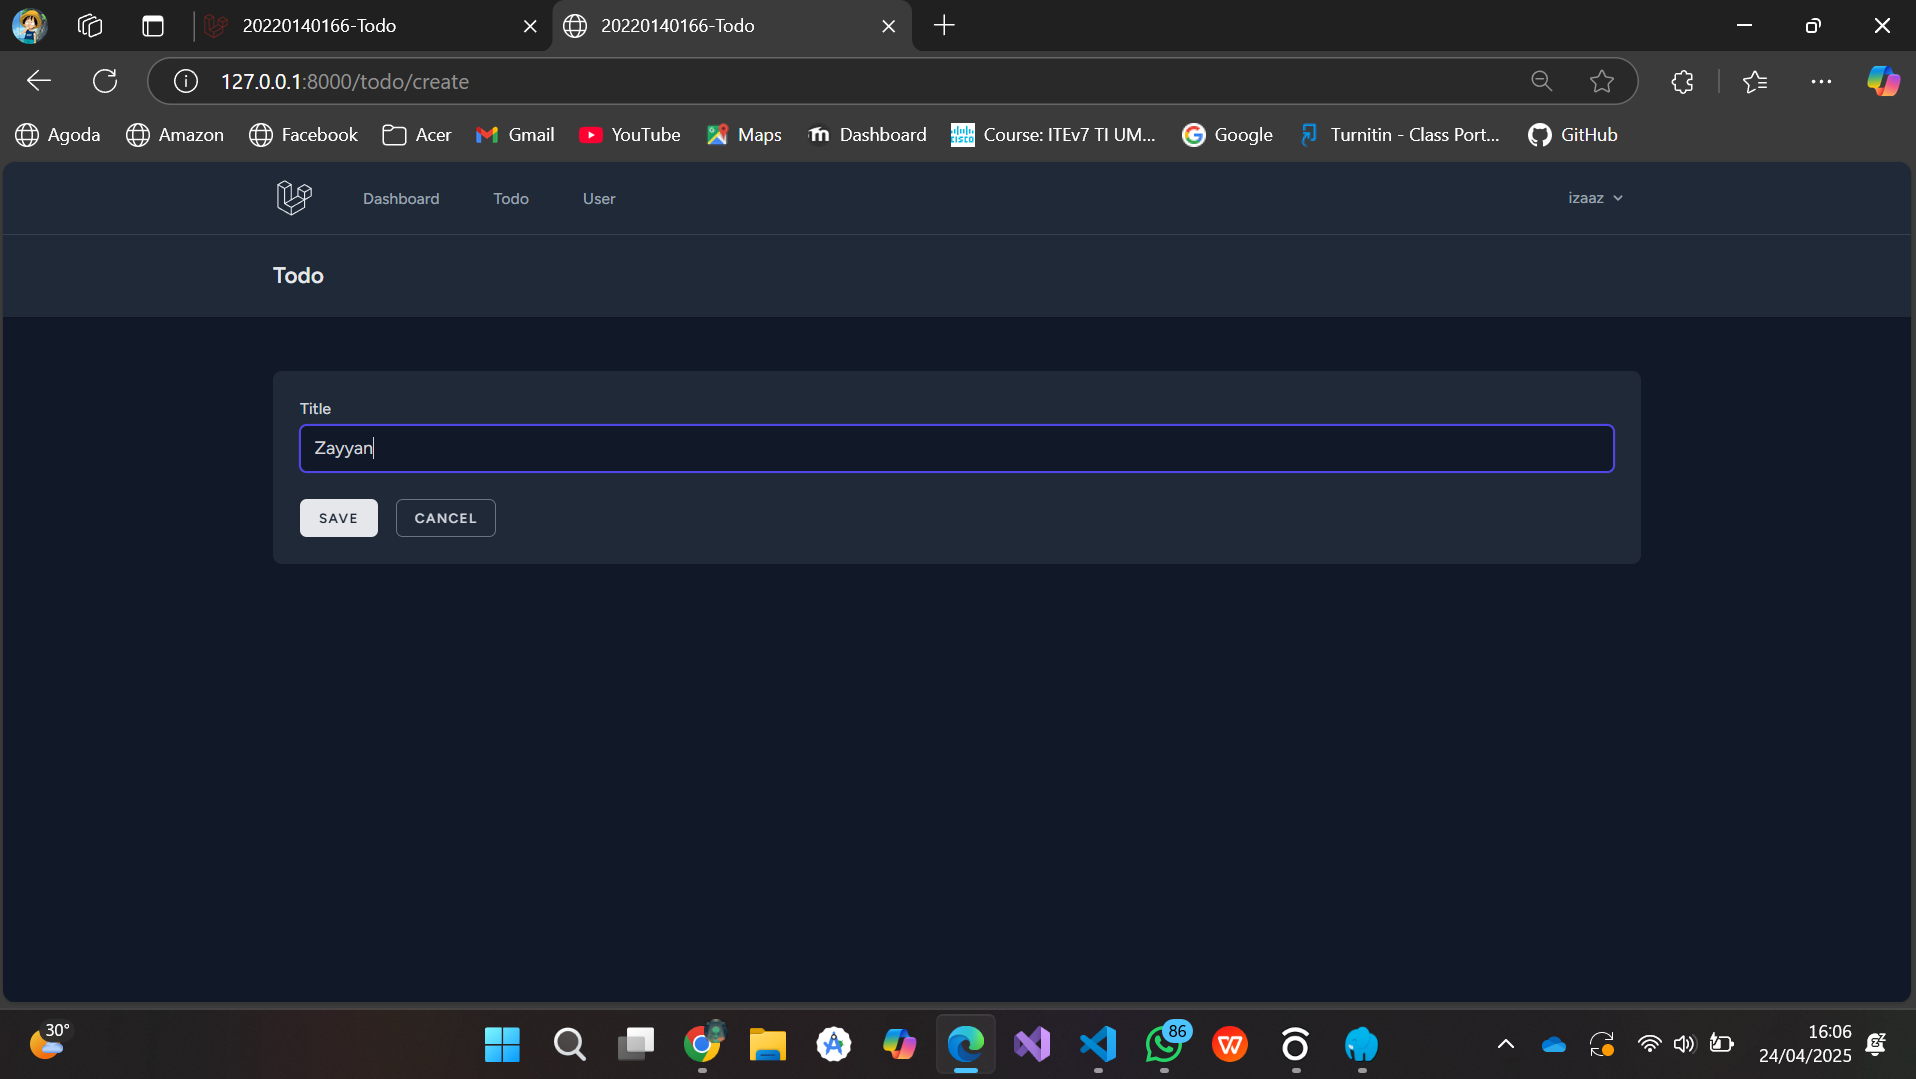 20220140166-Todo
20220140166-Todo
127.0.0.1:8000/todo/create
Agoda Amazon Facebook Acer Gmail YouTube Maps Dashboard Course: ITEv7 TI UM... Google Turnitin - Class Port... GitHub
Dashboard Todo User izaaz
Todo
Title
Zayyan
SAVE CANCEL
30°
86
16:06
24/04/2025